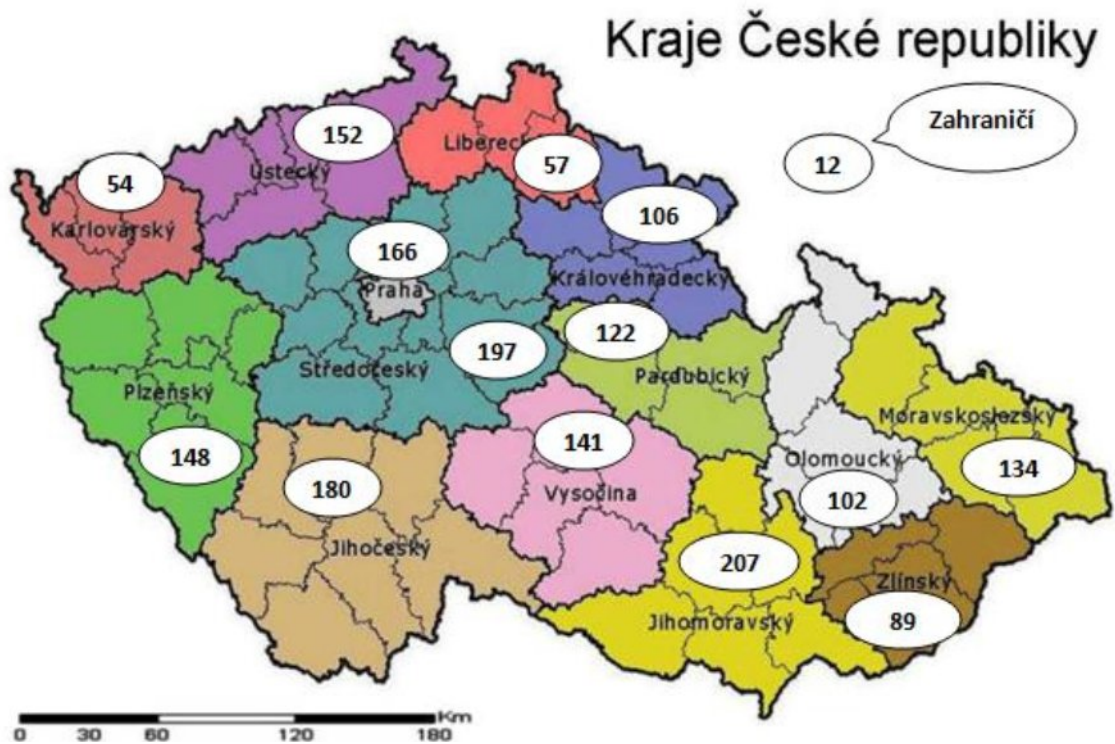 Kraje České republiky
Zahraničí
12
152
Ústecký
Liberec
57
54
Karlovarský
106
166
Praha
Královéhradecký
122
197
Středočeský
Pardubický
Plzeňský
148
141
Vysočina
Moravskoslezský
134
Olomoucký
102
180
Jihočeský
207
Jihomoravský
Zlínský
89
0 30 60 120 180 Km